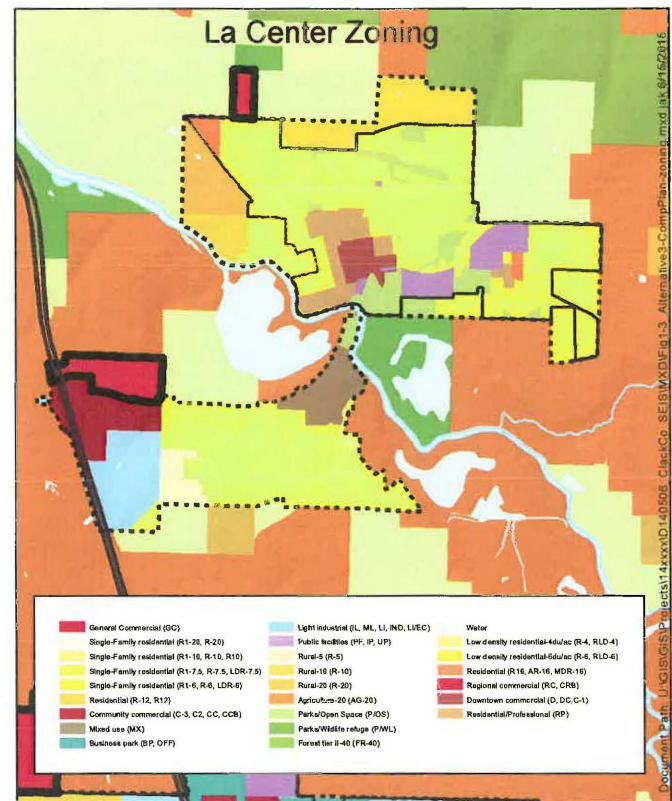 La Center Zoning
General Commercial (GC)
Single-Family residential (R1-20, R-20)
Single-Family residential (R1-10, R-10, R10)
Single-Family residential (R1-7.5, R-7.5, LDR-7.5)
Single-Family residential (R1-6, R-6, LDR-6)
Residential (R-12, R12)
Community commercial (C-3, C2, CC, CCB)
Mixed use (MX)
Business park (BP, OFF)
Light industrial (IL, ML, LI, IND, LI/EC)
Public facilities (PF, IP, UP)
Rural-5 (R-5)
Rural-10 (R-10)
Rural-20 (R-20)
Agriculture-20 (AG-20)
Parks/Open Space (P/OS)
Parks/Wildlife refuge (P/WL)
Forest tier II-40 (FR-40)
Water
Low density residential-4du/ac (R-4, RLD-4)
Low density residential-6du/ac (R-6, RLD-6)
Residential (R16, AR-16, MDR-16)
Regional commercial (RC, CRB)
Downtown commercial (D, DC, C-1)
Residential/Professional (RP)
Document Path: U:\GIS\GIS\Projects\14xxxx\D140506_ClackCo_SEIS\MXD\Fig1-3_Alternative3-CompPlan-zoning.mxd jak 6/15/2015